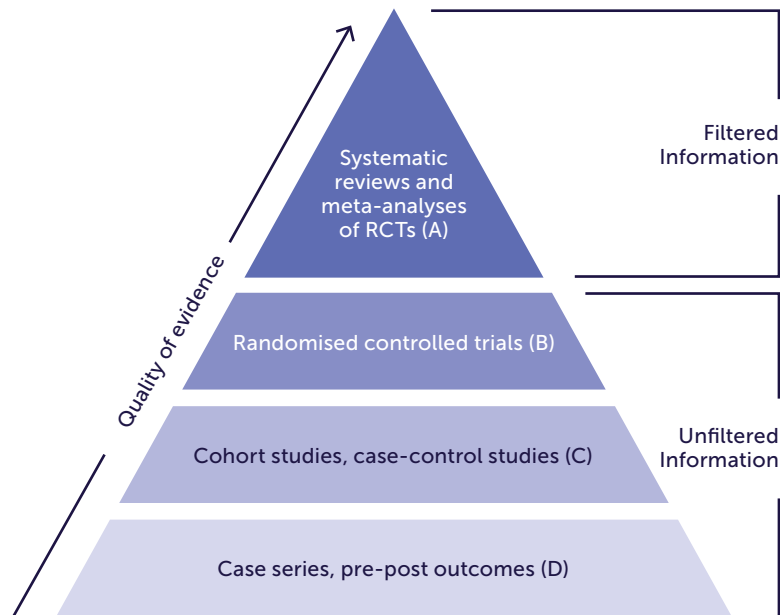 Systematic
reviews and
meta-analyses
of RCTs (A)
Filtered
Information
Quality of evidence
Randomised controlled trials (B)
Cohort studies, case-control studies (C)
Unfiltered
Information
Case series, pre-post outcomes (D)